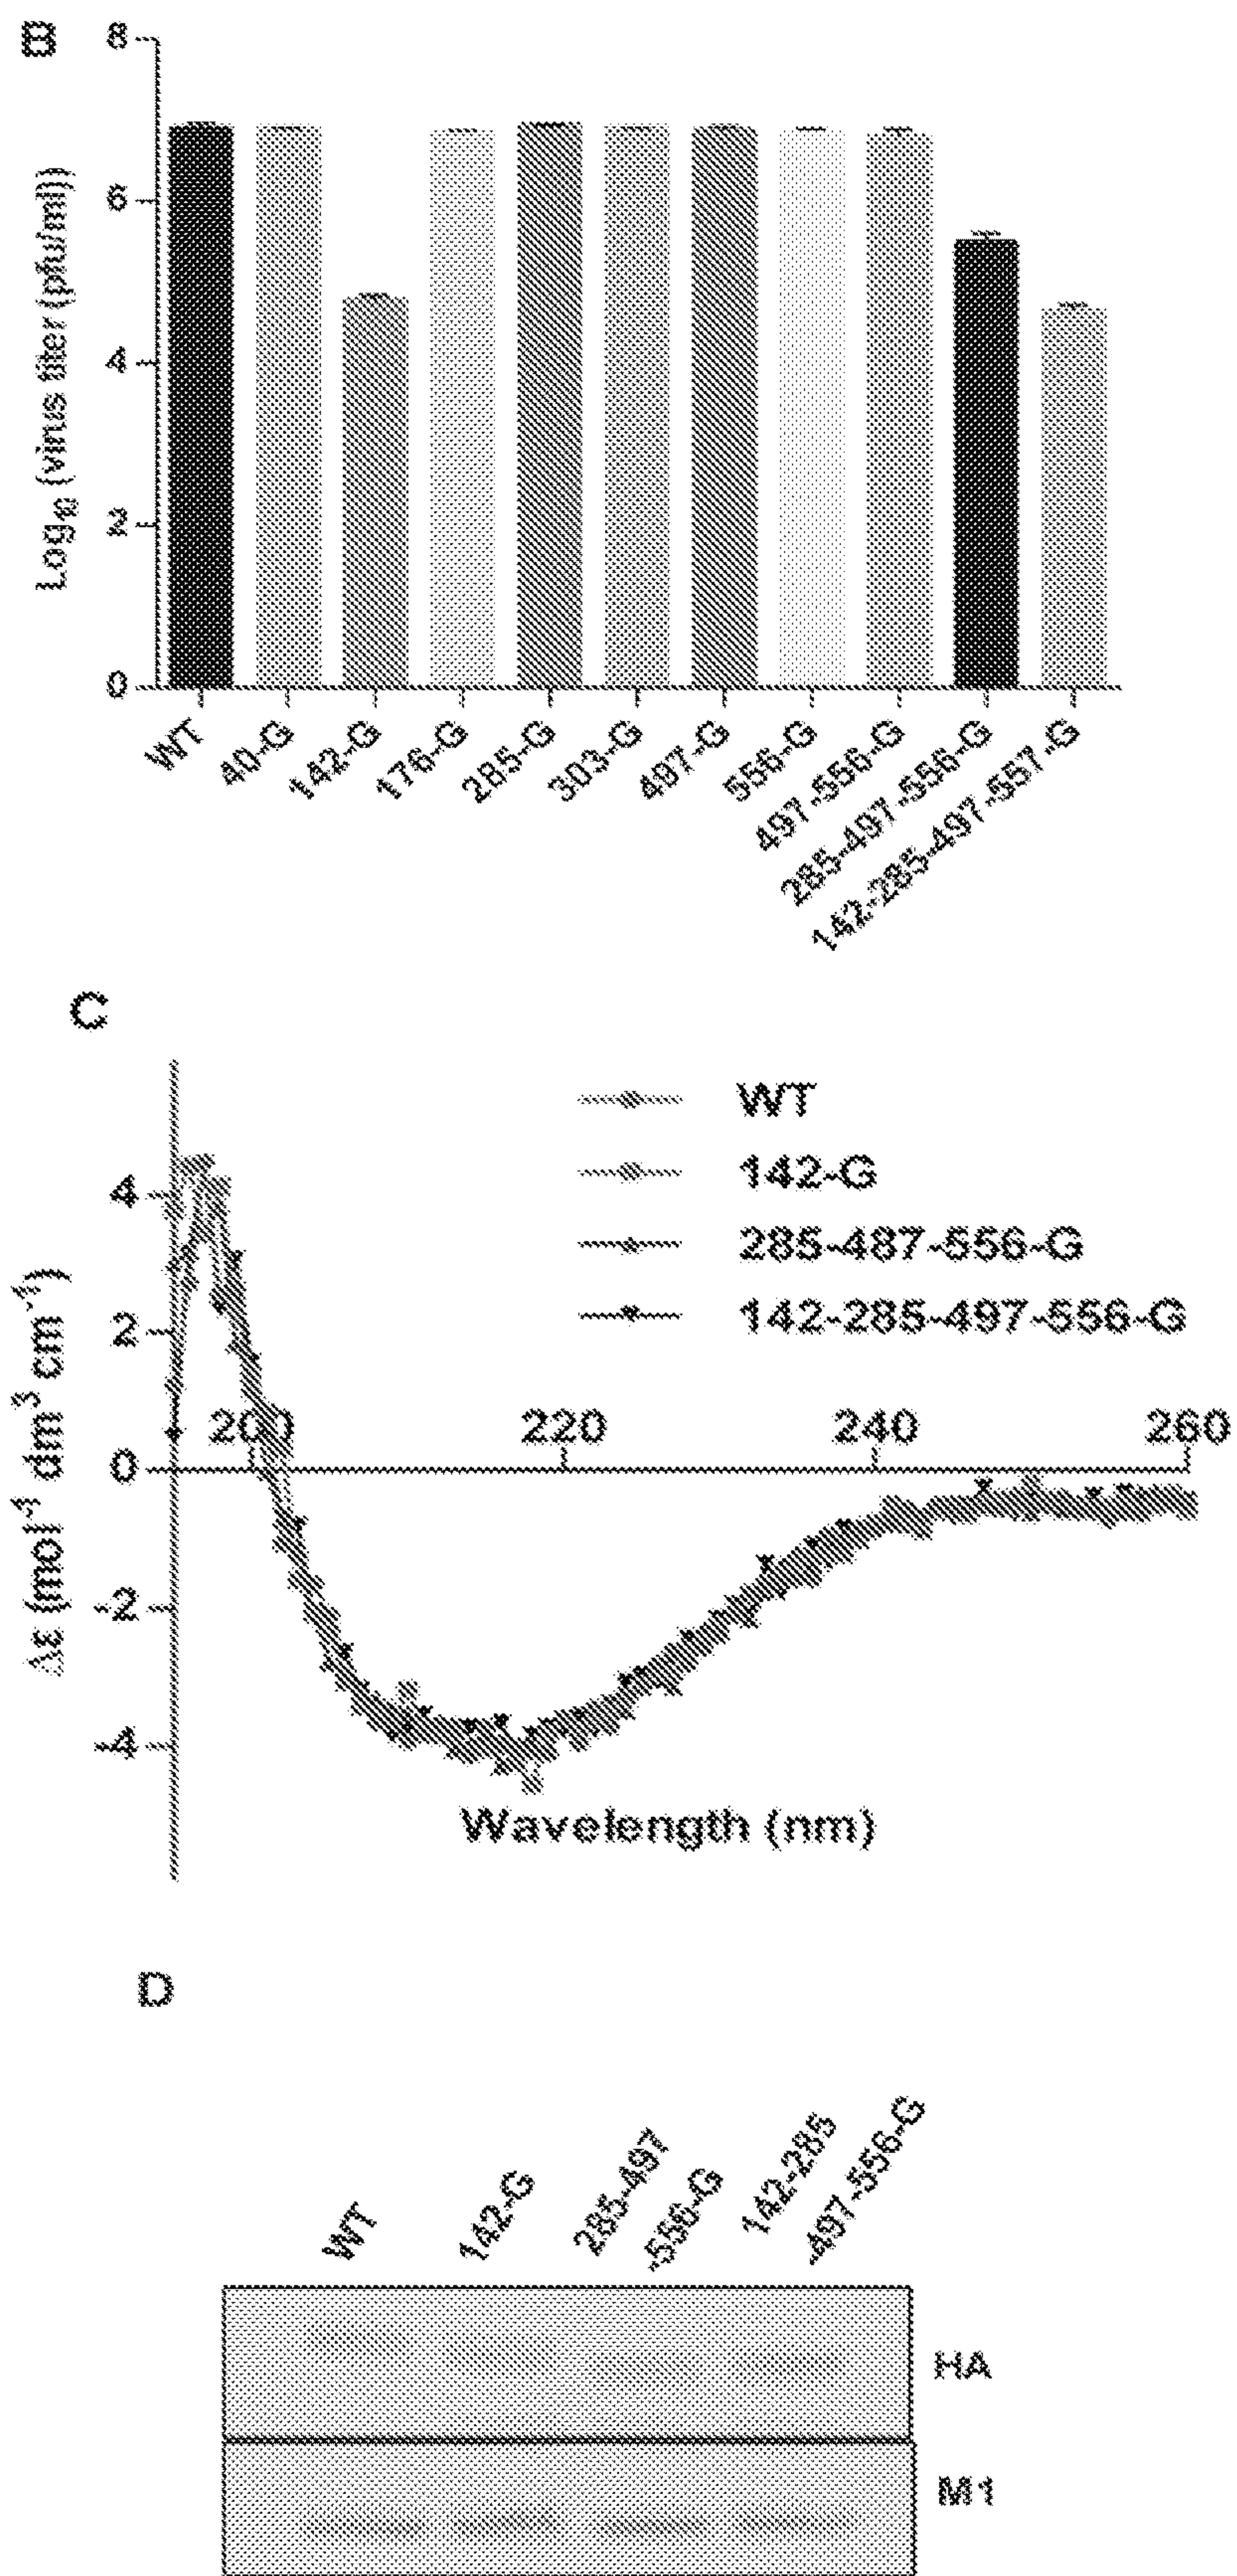 B
8
6
4
2
0
Log10 (virus titer (pfu/ml))
WT
40-G
142-G
176-G
285-G
303-G
497-G
556-G
497-556-G
285-497-556-G
142-285-497-557-G
C
WT
142-G
285-487-556-G
142-285-497-556-G
4
2
0
-2
-4
200
220
240
260
Δε (mol-1 dm3 cm-1)
Wavelength (nm)
D
WT
142-G
285-497
-556-G
142-285
-497-556-G
HA
M1